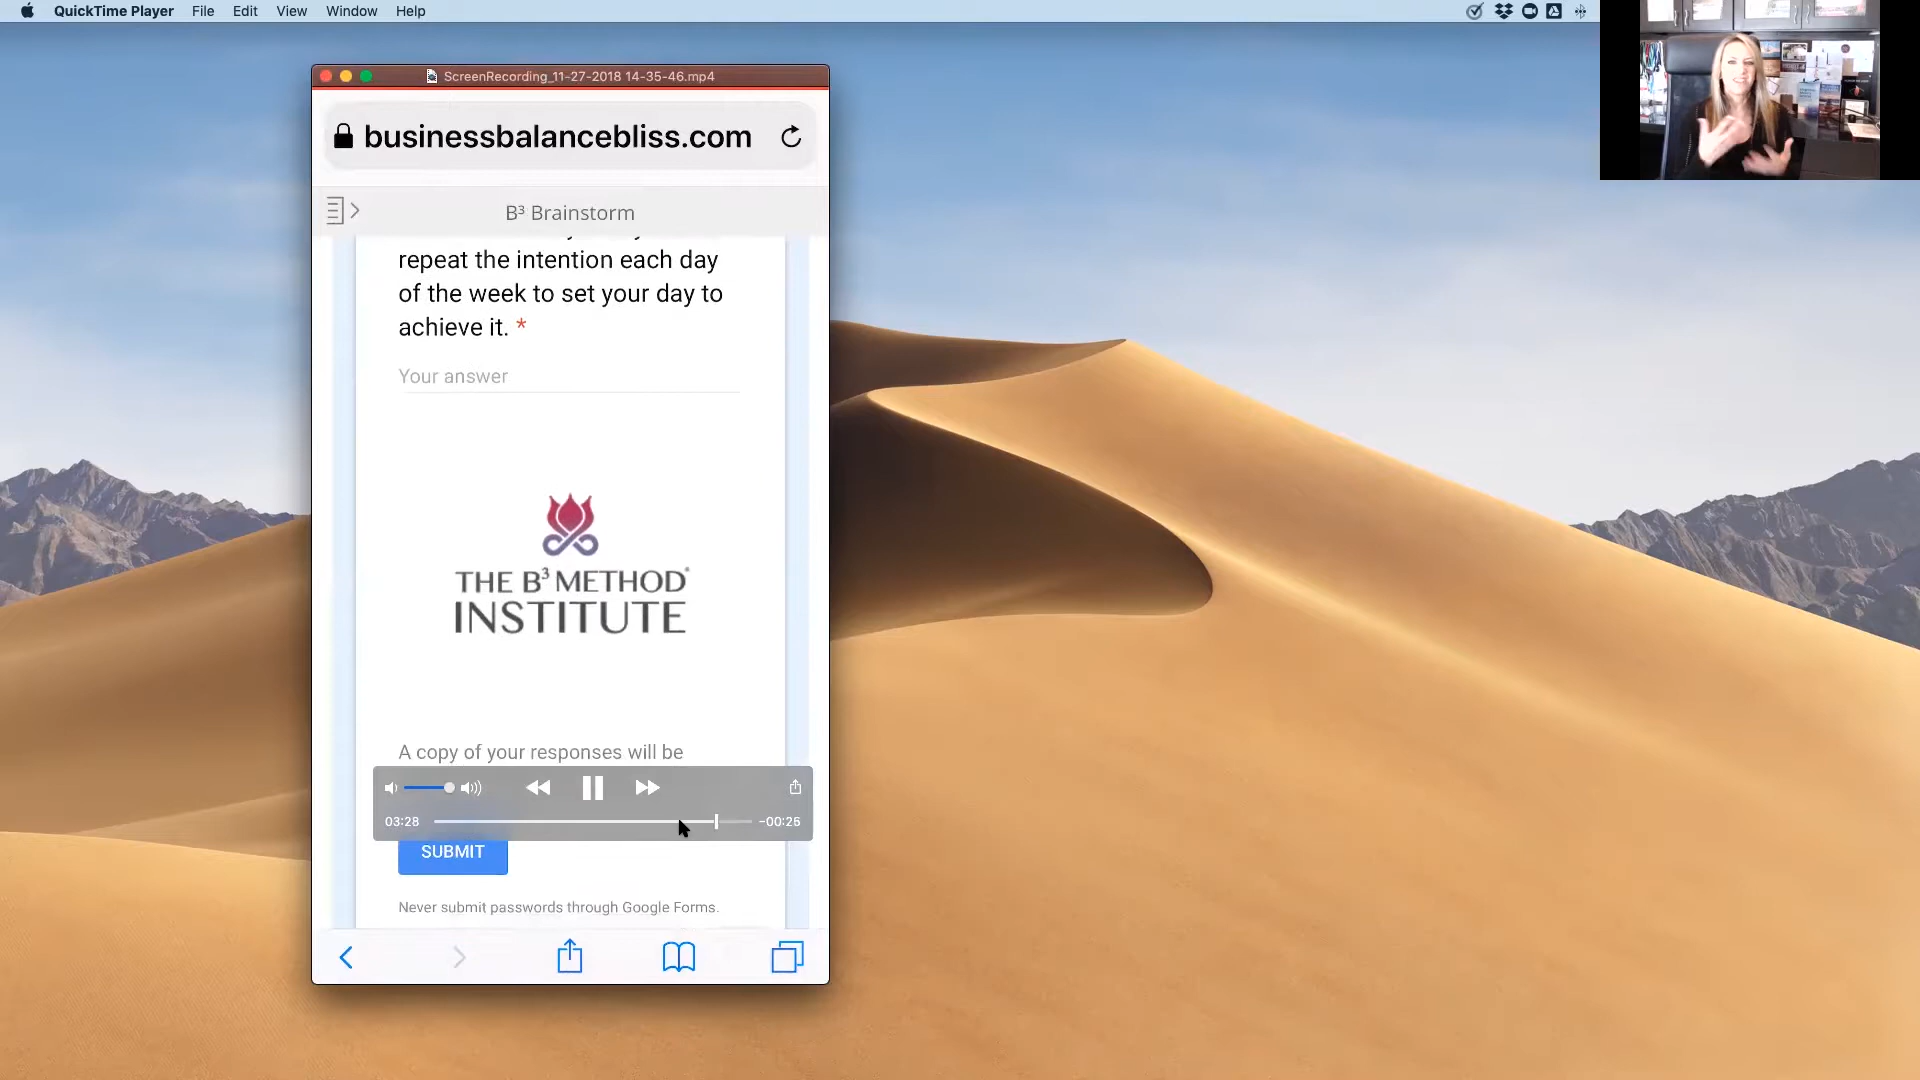 QuickTime Player File Edit View Window Help
ScreenRecording_11-27-2018 14-35-46.mp4
businessbalancebliss.com
B³ Brainstorm
repeat the intention each day
of the week to set your day to
achieve it. *
Your answer
THE B³ METHOD®
INSTITUTE
A copy of your responses will be
03:28
-00:25
SUBMIT
Never submit passwords through Google Forms.